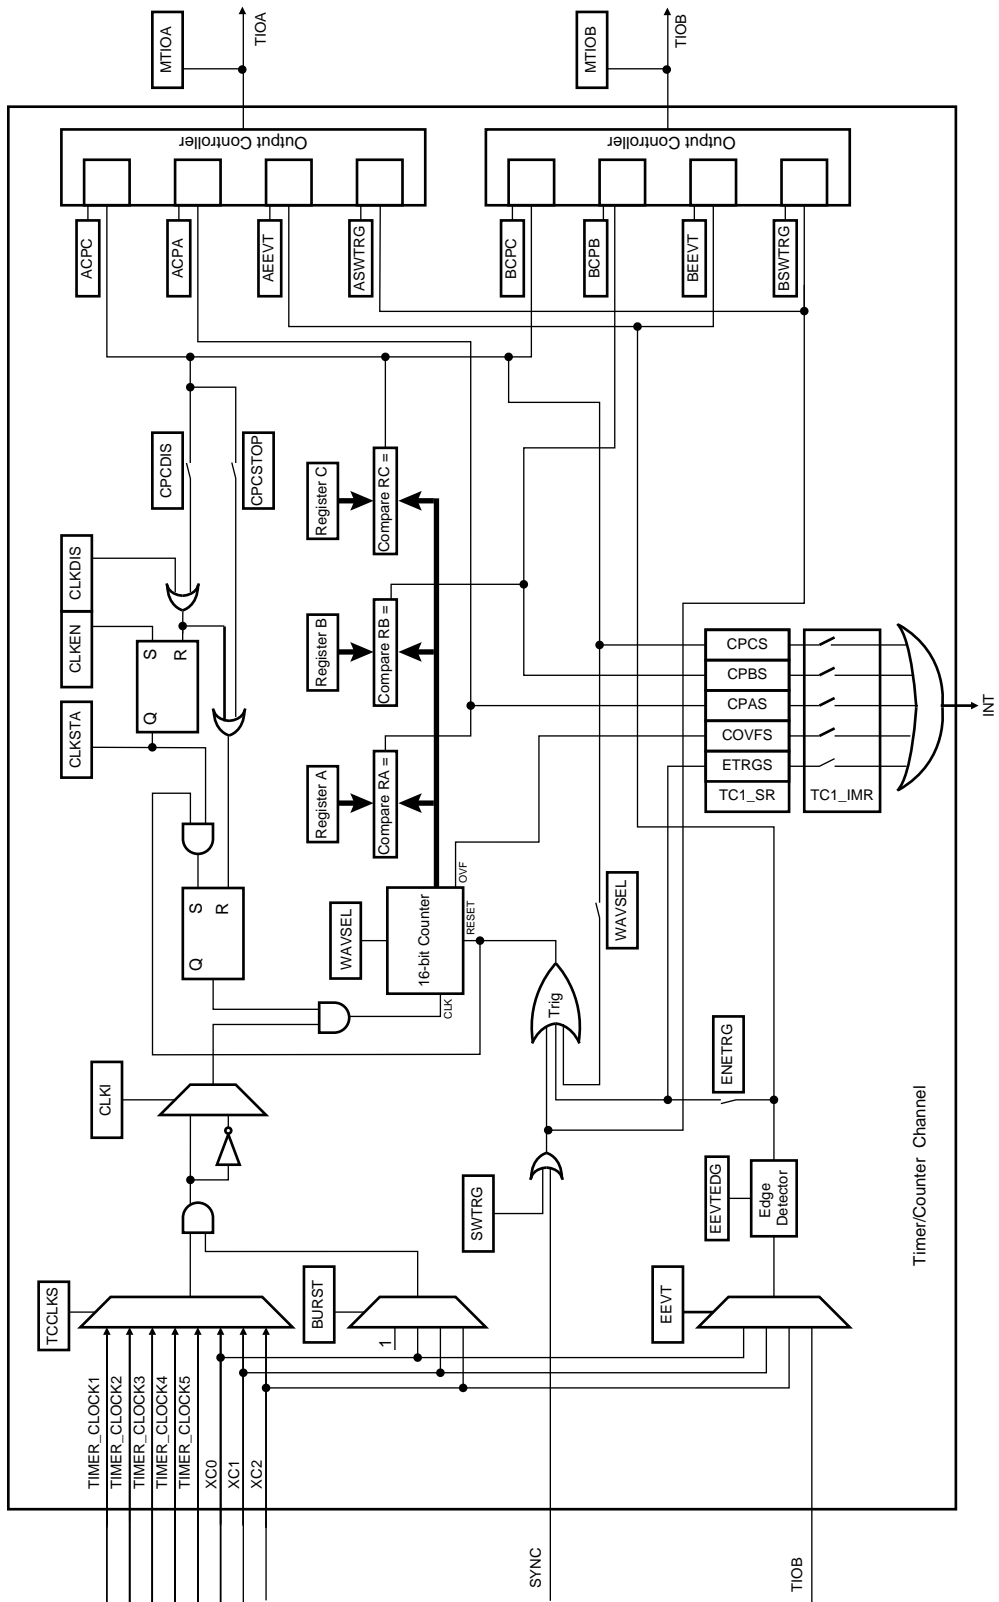 TCCLKS
TIMER_CLOCK1
TIMER_CLOCK2
TIMER_CLOCK3
TIMER_CLOCK4
TIMER_CLOCK5
XC0
XC1
XC2
CLKI
CLKSTA
CLKEN
CLKDIS
CPCDIS
CPCSTOP
Q
S
R
Q
S
R
ACPC
ACPA
AEEVT
ASWTRG
Output Controller
MTIOA
TIOA
BURST
1
WAVSEL
16-bit Counter
CLK
RESET
OVF
Register A
Compare RA =
Register B
Compare RB =
Register C
Compare RC =
SYNC
SWTRG
Trig
WAVSEL
BCPC
BCPB
BEEVT
BSWTRG
Output Controller
MTIOB
TIOB
TIOB
EEVT
EEVTEDG
Edge
Detector
ENETRG
CPCS
CPBS
CPAS
COVFS
ETRGS
TC1_SR
TC1_IMR
INT
Timer/Counter Channel